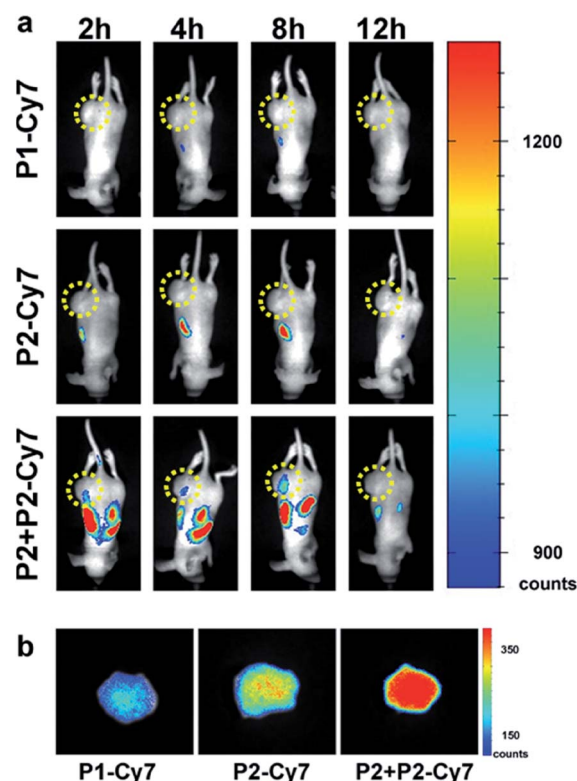 a
2h 4h 8h 12h
P1-Cy7
P2-Cy7
P2+P2-Cy7
1200
900
counts
b
350
150
counts
P1-Cy7 P2-Cy7 P2+P2-Cy7